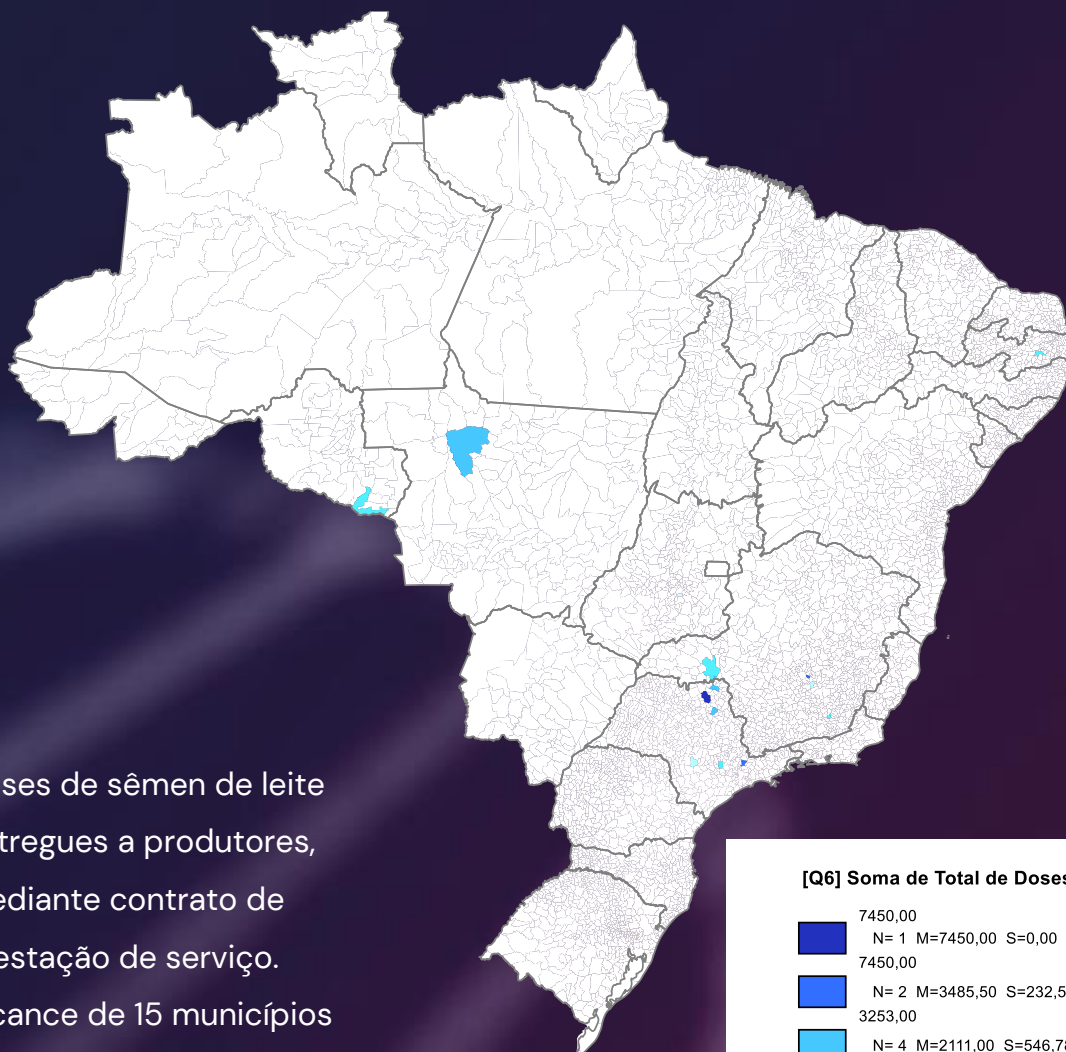 ses de sêmen de leite
tregues a produtores,
ediante contrato de
estação de serviço.
cance de 15 municípios
[Q6] Soma de Total de Doses
7450,00
N= 1 M=7450,00 S=0,00
7450,00
N= 2 M=3485,50 S=232,5
3253,00
N= 4 M=2111,00 S=546,78